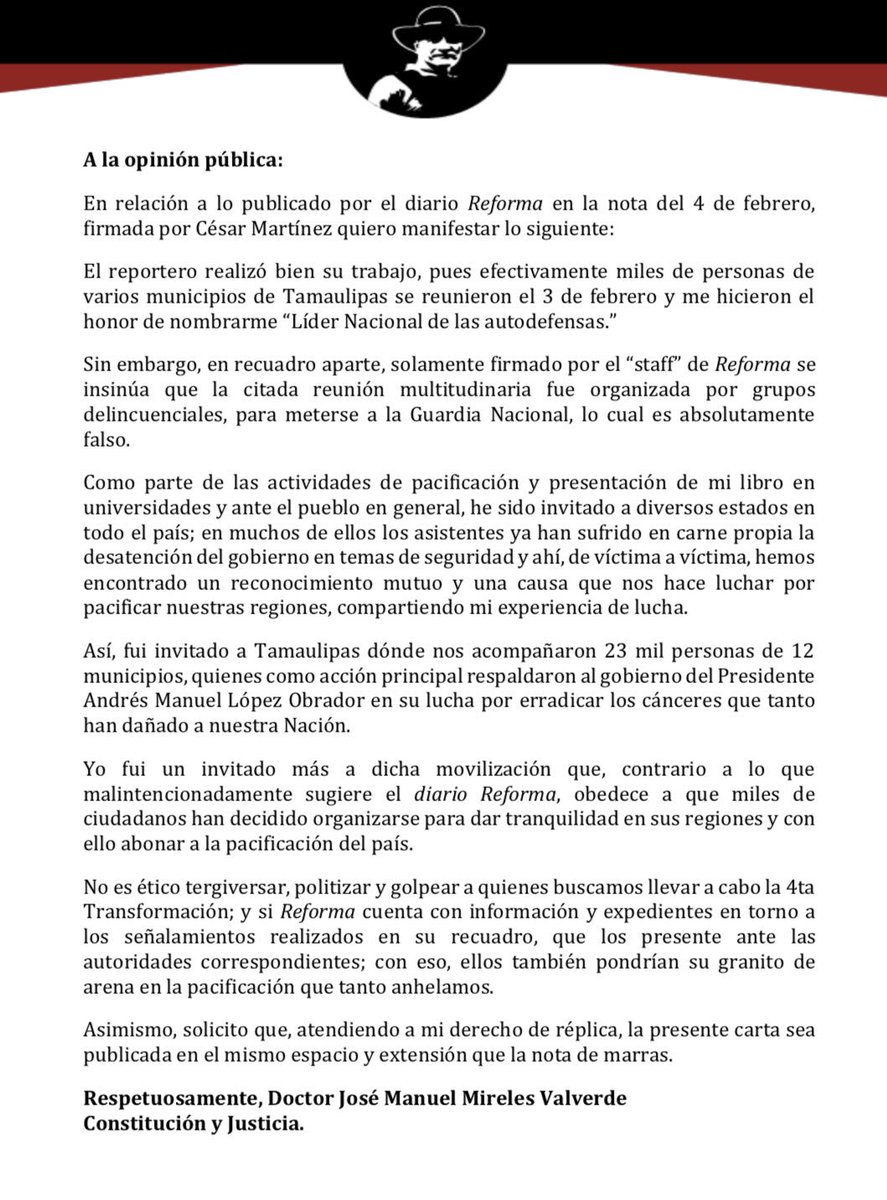 A la opinión pública:
En relación a lo publicado por el diario Reforma en la nota del 4 de febrero,
firmada por César Martínez quiero manifestar lo siguiente:
El reportero realizó bien su trabajo, pues efectivamente miles de personas de
varios municipios de Tamaulipas se reunieron el 3 de febrero y me hicieron el
honor de nombrarme “Líder Nacional de las autodefensas.”
Sin embargo, en recuadro aparte, solamente firmado por el “staff” de Reforma se
insinúa que la citada reunión multitudinaria fue organizada por grupos
delincuenciales, para meterse a la Guardia Nacional, lo cual es absolutamente
falso.
Como parte de las actividades de pacificación y presentación de mi libro en
universidades y ante el pueblo en general, he sido invitado a diversos estados en
todo el país; en muchos de ellos los asistentes ya han sufrido en carne propia la
desatención del gobierno en temas de seguridad y ahí, de víctima a víctima, hemos
encontrado un reconocimiento mutuo y una causa que nos hace luchar por
pacificar nuestras regiones, compartiendo mi experiencia de lucha.
Así, fui invitado a Tamaulipas dónde nos acompañaron 23 mil personas de 12
municipios, quienes como acción principal respaldaron al gobierno del Presidente
Andrés Manuel López Obrador en su lucha por erradicar los cánceres que tanto
han dañado a nuestra Nación.
Yo fui un invitado más a dicha movilización que, contrario a lo que
malintencionadamente sugiere el diario Reforma, obedece a que miles de
ciudadanos han decidido organizarse para dar tranquilidad en sus regiones y con
ello abonar a la pacificación del país.
No es ético tergiversar, politizar y golpear a quienes buscamos llevar a cabo la 4ta
Transformación; y si Reforma cuenta con información y expedientes en torno a
los señalamientos realizados en su recuadro, que los presente ante las
autoridades correspondientes; con eso, ellos también pondrían su granito de
arena en la pacificación que tanto anhelamos.
Asimismo, solicito que, atendiendo a mi derecho de réplica, la presente carta sea
publicada en el mismo espacio y extensión que la nota de marras.
Respetuosamente, Doctor José Manuel Mireles Valverde
Constitución y Justicia.